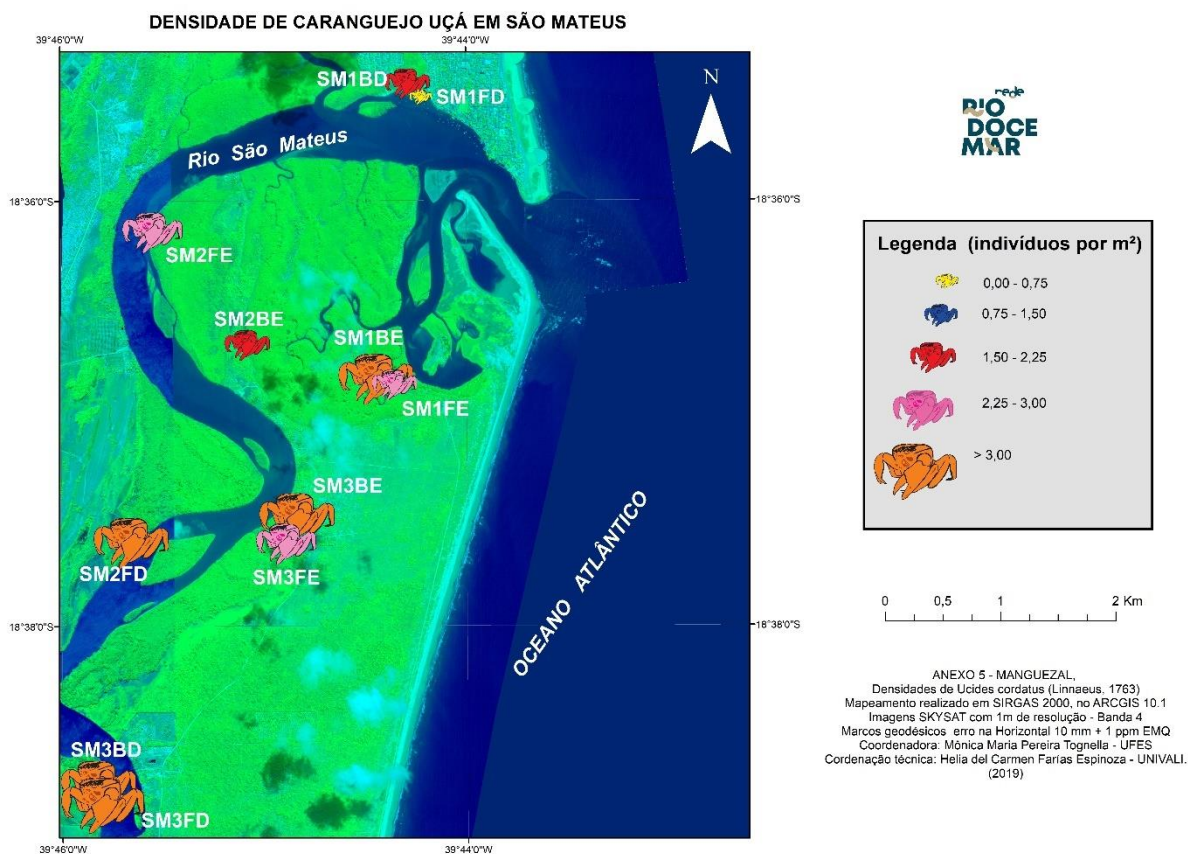 DENSIDADE DE CARANGUEJO UÇÁ EM SÃO MATEUS
39°46'0"W
39°44'0"W
SM1BD
SM1FD
N
Rio São Mateus
18°36'0"S
18°36'0"S
SM2FE
SM2BE
SM1BE
SM1FE
SM3BE
SM2FD
SM3FE
OCEANO ATLÂNTICO
18°38'0"S
18°38'0"S
SM3BD
SM3FD
39°46'0"W
39°44'0"W
rede
RIO
DOCE
MAR
Legenda (indivíduos por m²)
0,00 - 0,75
0,75 - 1,50
1,50 - 2,25
2,25 - 3,00
> 3,00
0 0,5 1 2 Km
ANEXO 5 - MANGUEZAL,
Densidades de Ucides cordatus (Linnaeus, 1763)
Mapeamento realizado em SIRGAS 2000, no ARCGIS 10.1
Imagens SKYSAT com 1m de resolução - Banda 4
Marcos geodésicos erro na Horizontal 10 mm + 1 ppm EMQ
Coordenadora: Mônica Maria Pereira Tognella - UFES
Cordenação técnica: Helia del Carmen Farías Espinoza - UNIVALI.
(2019)